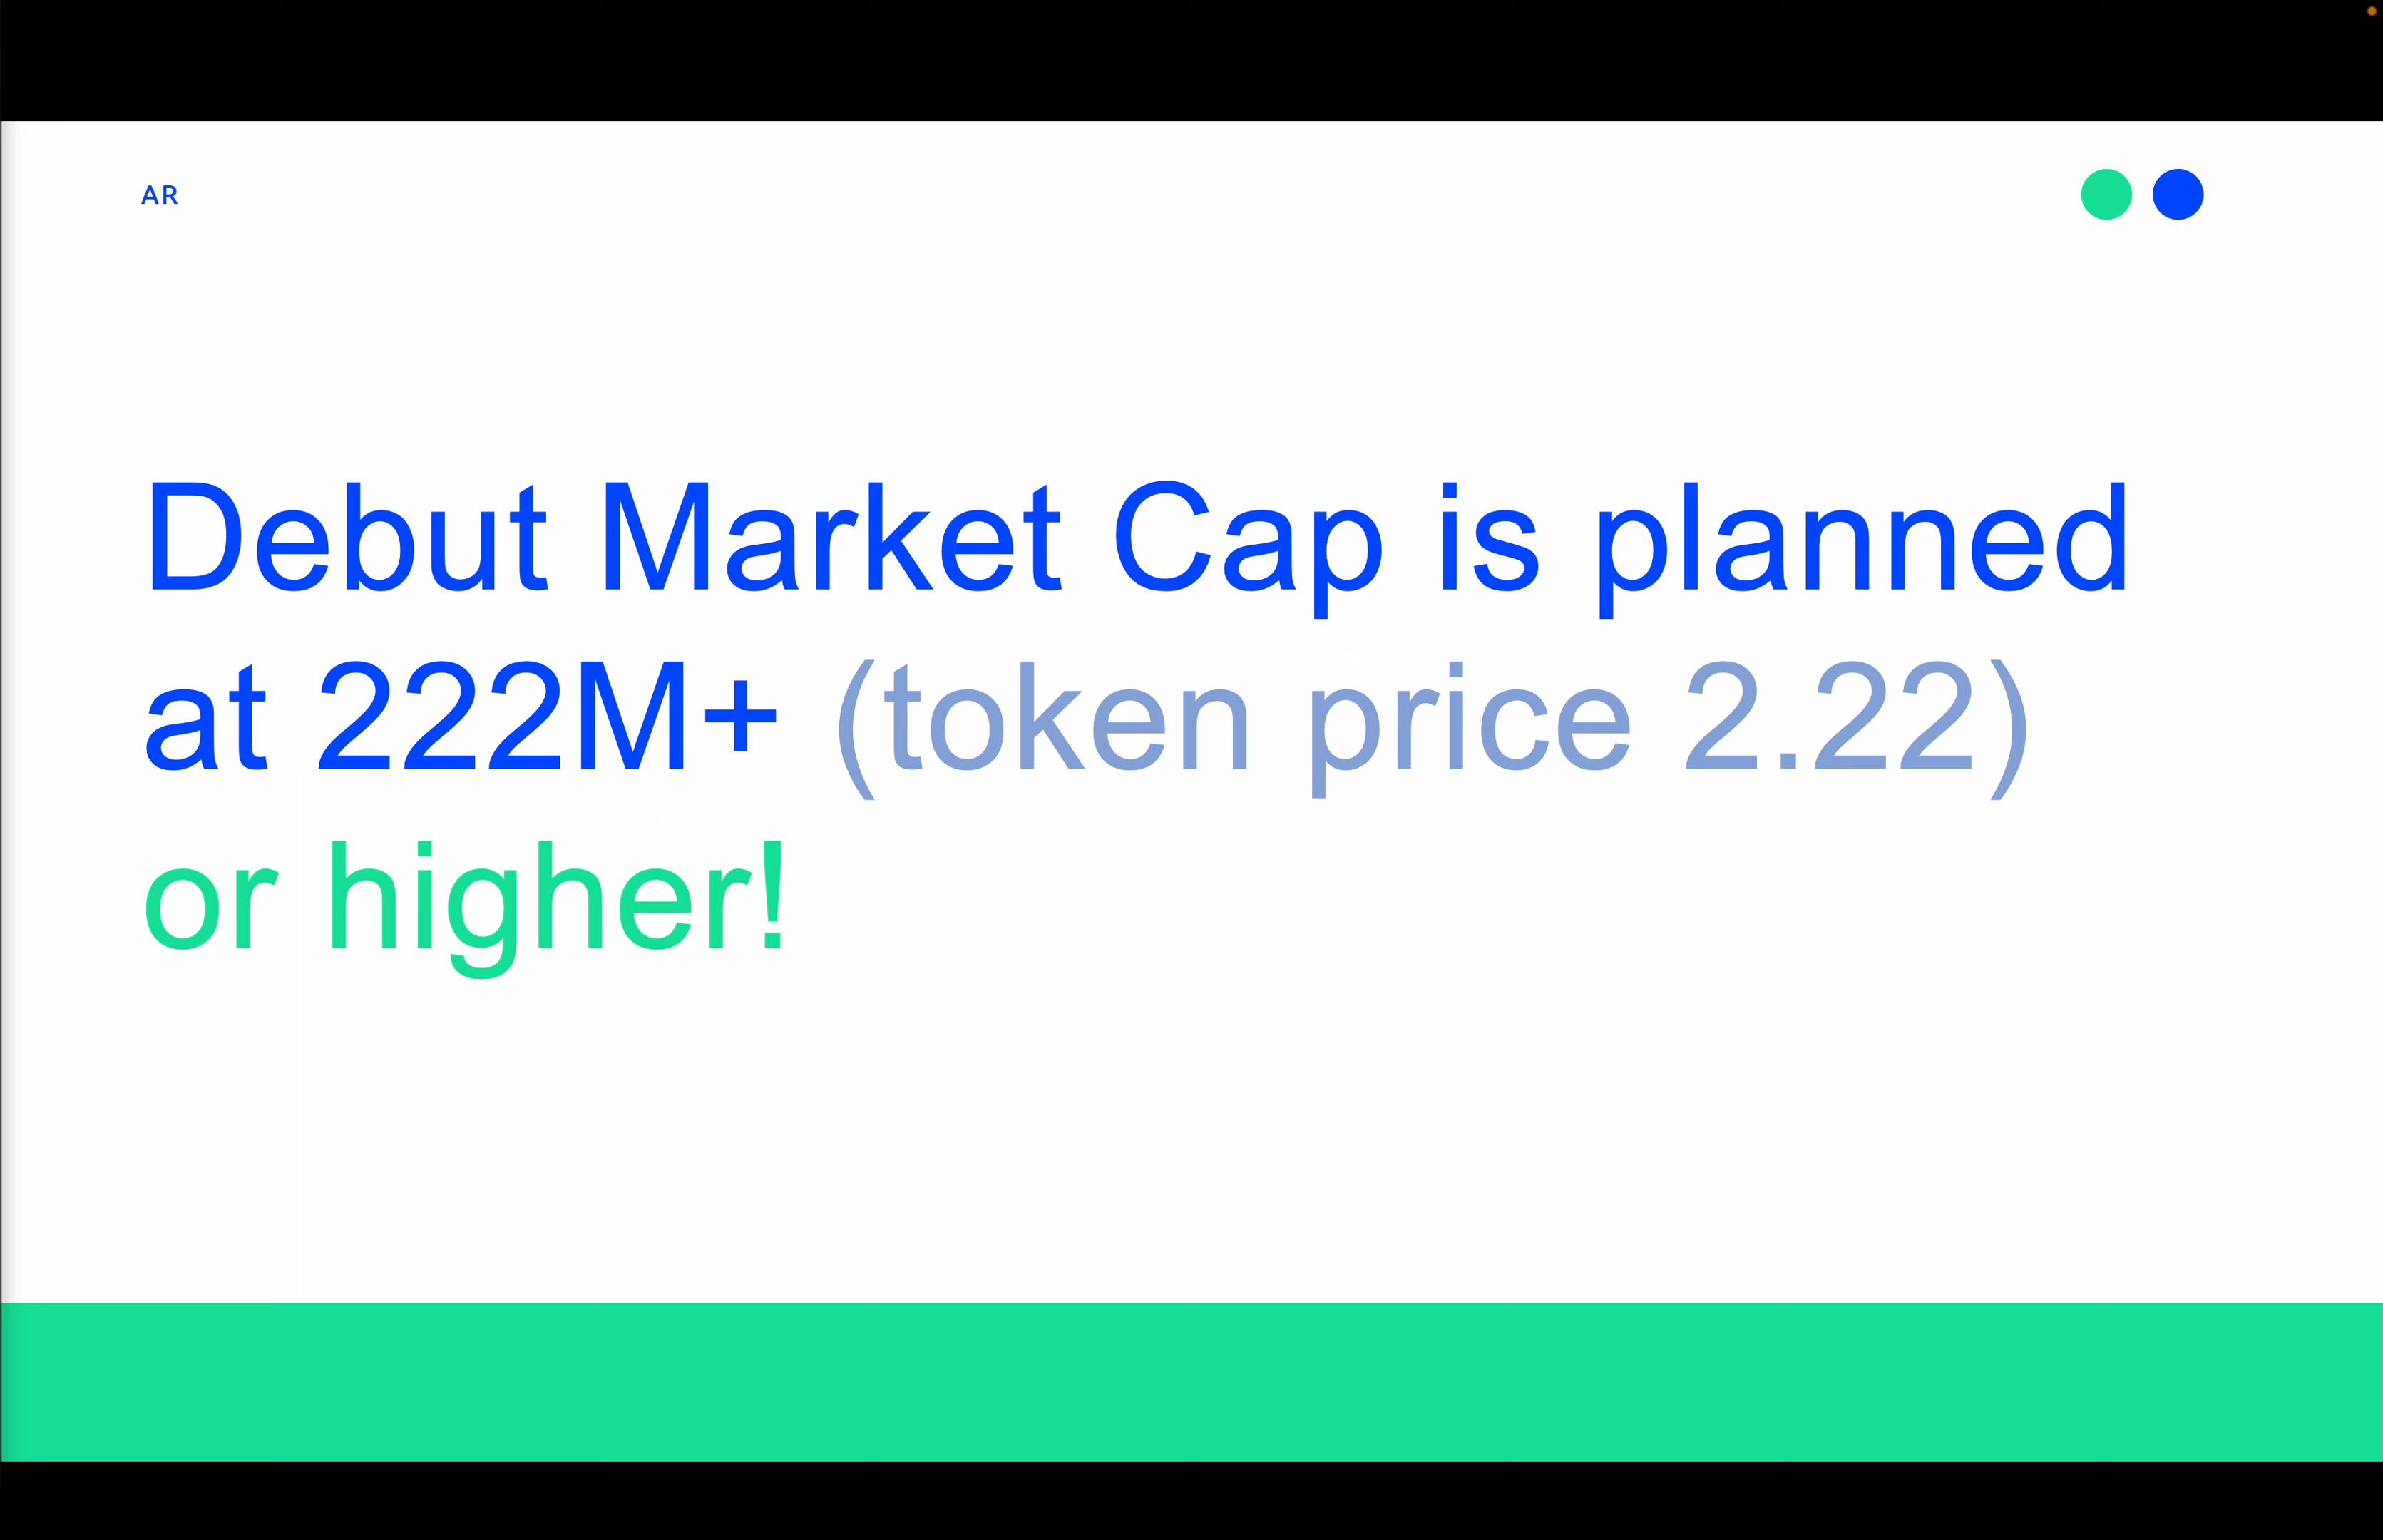 AR
Debut Market Cap is planned
at 222M+ (token price 2.22)
or higher!